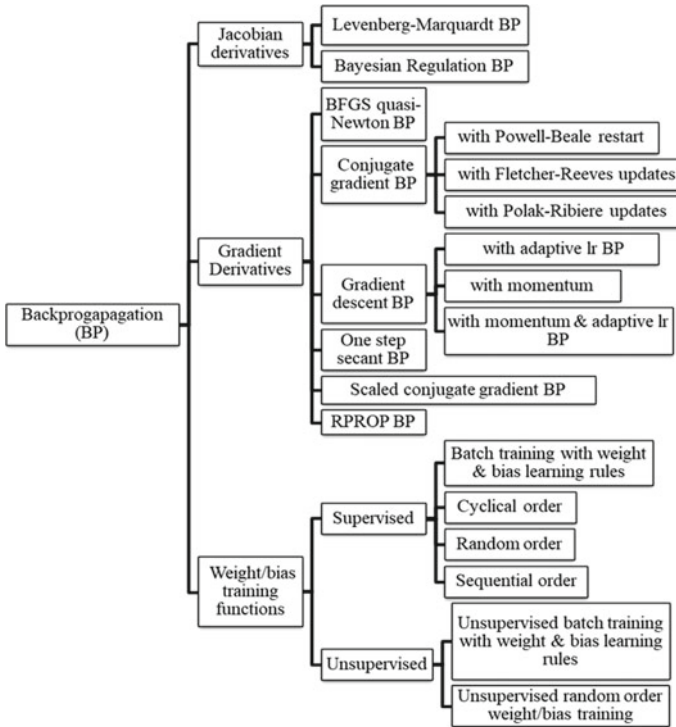 Jacobian
derivatives
Levenberg-Marquardt BP
Bayesian Regulation BP
Backprogapagation
(BP)
Gradient
Derivatives
BFGS quasi-
Newton BP
Conjugate
gradient BP
with Powell-Beale restart
with Fletcher-Reeves updates
with Polak-Ribiere updates
Gradient
descent BP
with adaptive lr BP
with momentum
with momentum & adaptive lr
BP
One step
secant BP
Scaled conjugate gradient BP
RPROP BP
Weight/bias
training
functions
Supervised
Batch training with weight
& bias learning rules
Cyclical order
Random order
Sequential order
Unsupervised
Unsupervised batch training
with weight & bias learning
rules
Unsupervised random order
weight/bias training